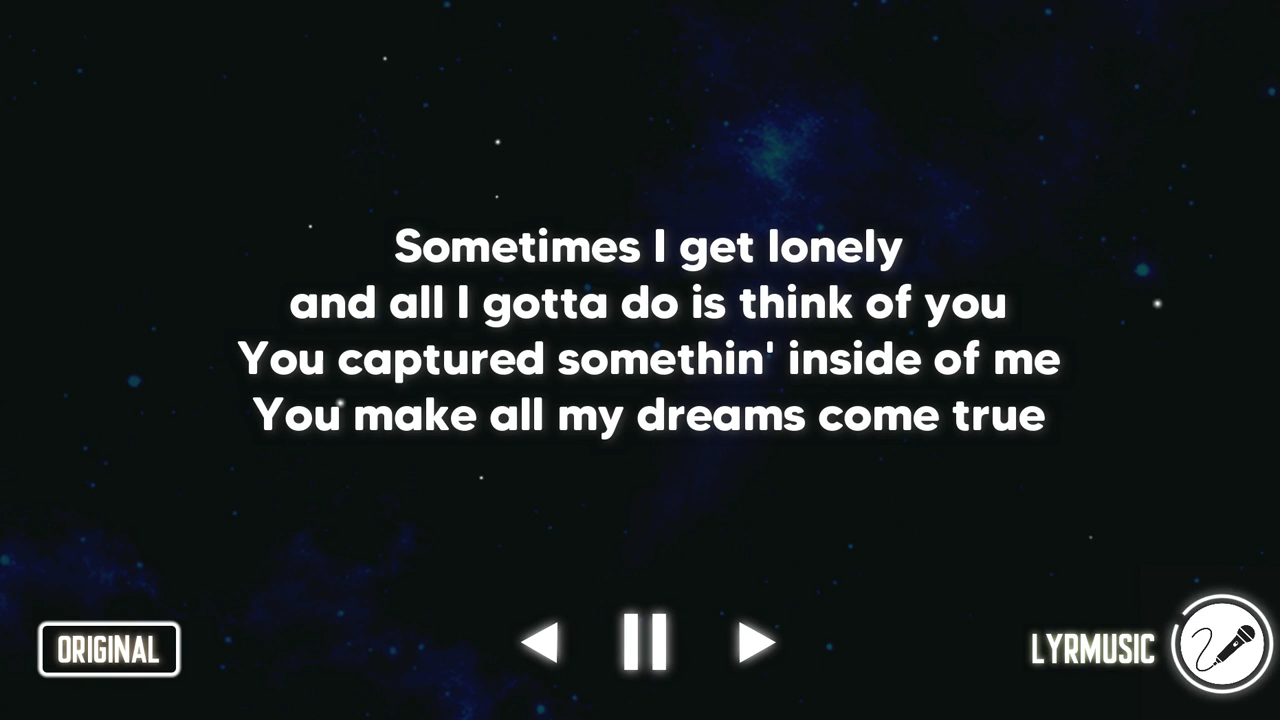 Sometimes I get lonely
and all I gotta do is think of you
You captured somethin' inside of me
You make all my dreams come true
ORIGINAL
LYRMUSIC